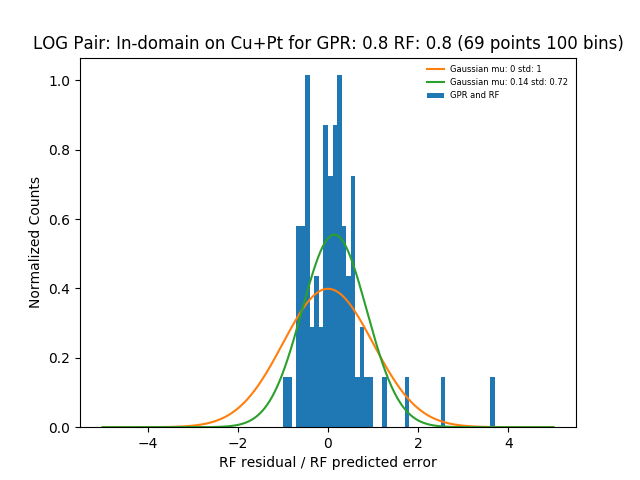 LOG Pair: In-domain on Cu+Pt for GPR: 0.8 RF: 0.8 (69 points 100 bins)
Gaussian mu: 0 std: 1
Gaussian mu: 0.14 std: 0.72
GPR and RF
Normalized Counts
1.0
0.8
0.6
0.4
0.2
0.0
−4 −2 0 2 4
RF residual / RF predicted error